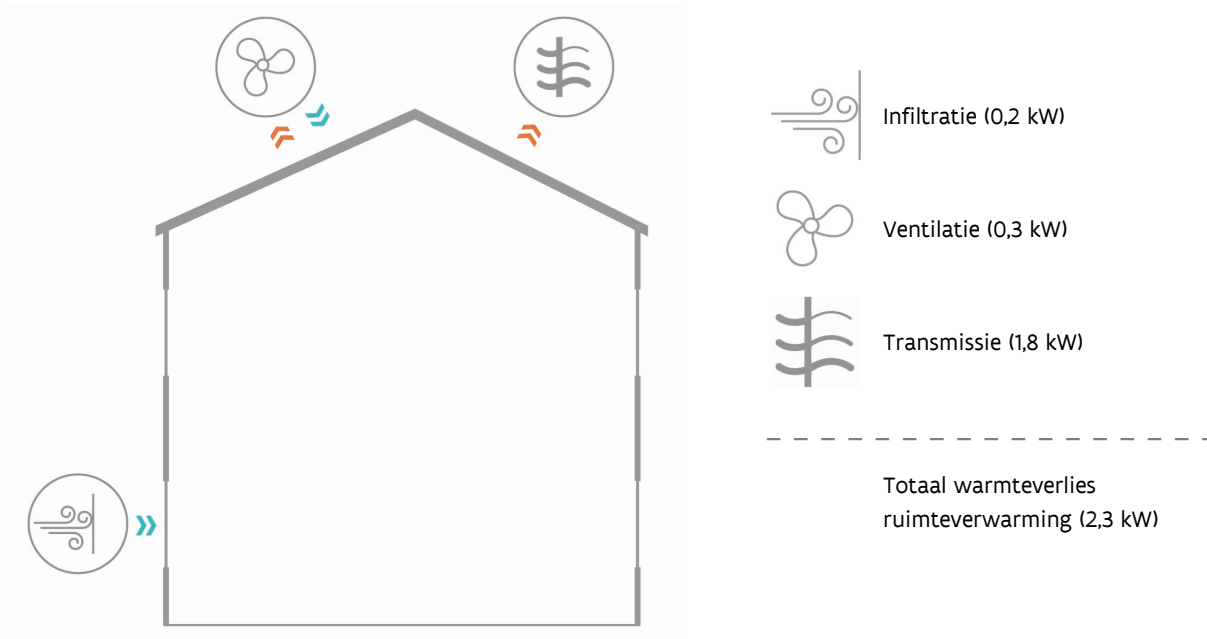 Infiltratie (0,2 kW)
Ventilatie (0,3 kW)
Transmissie (1,8 kW)
Totaal warmteverlies
ruimteverwarming (2,3 kW)